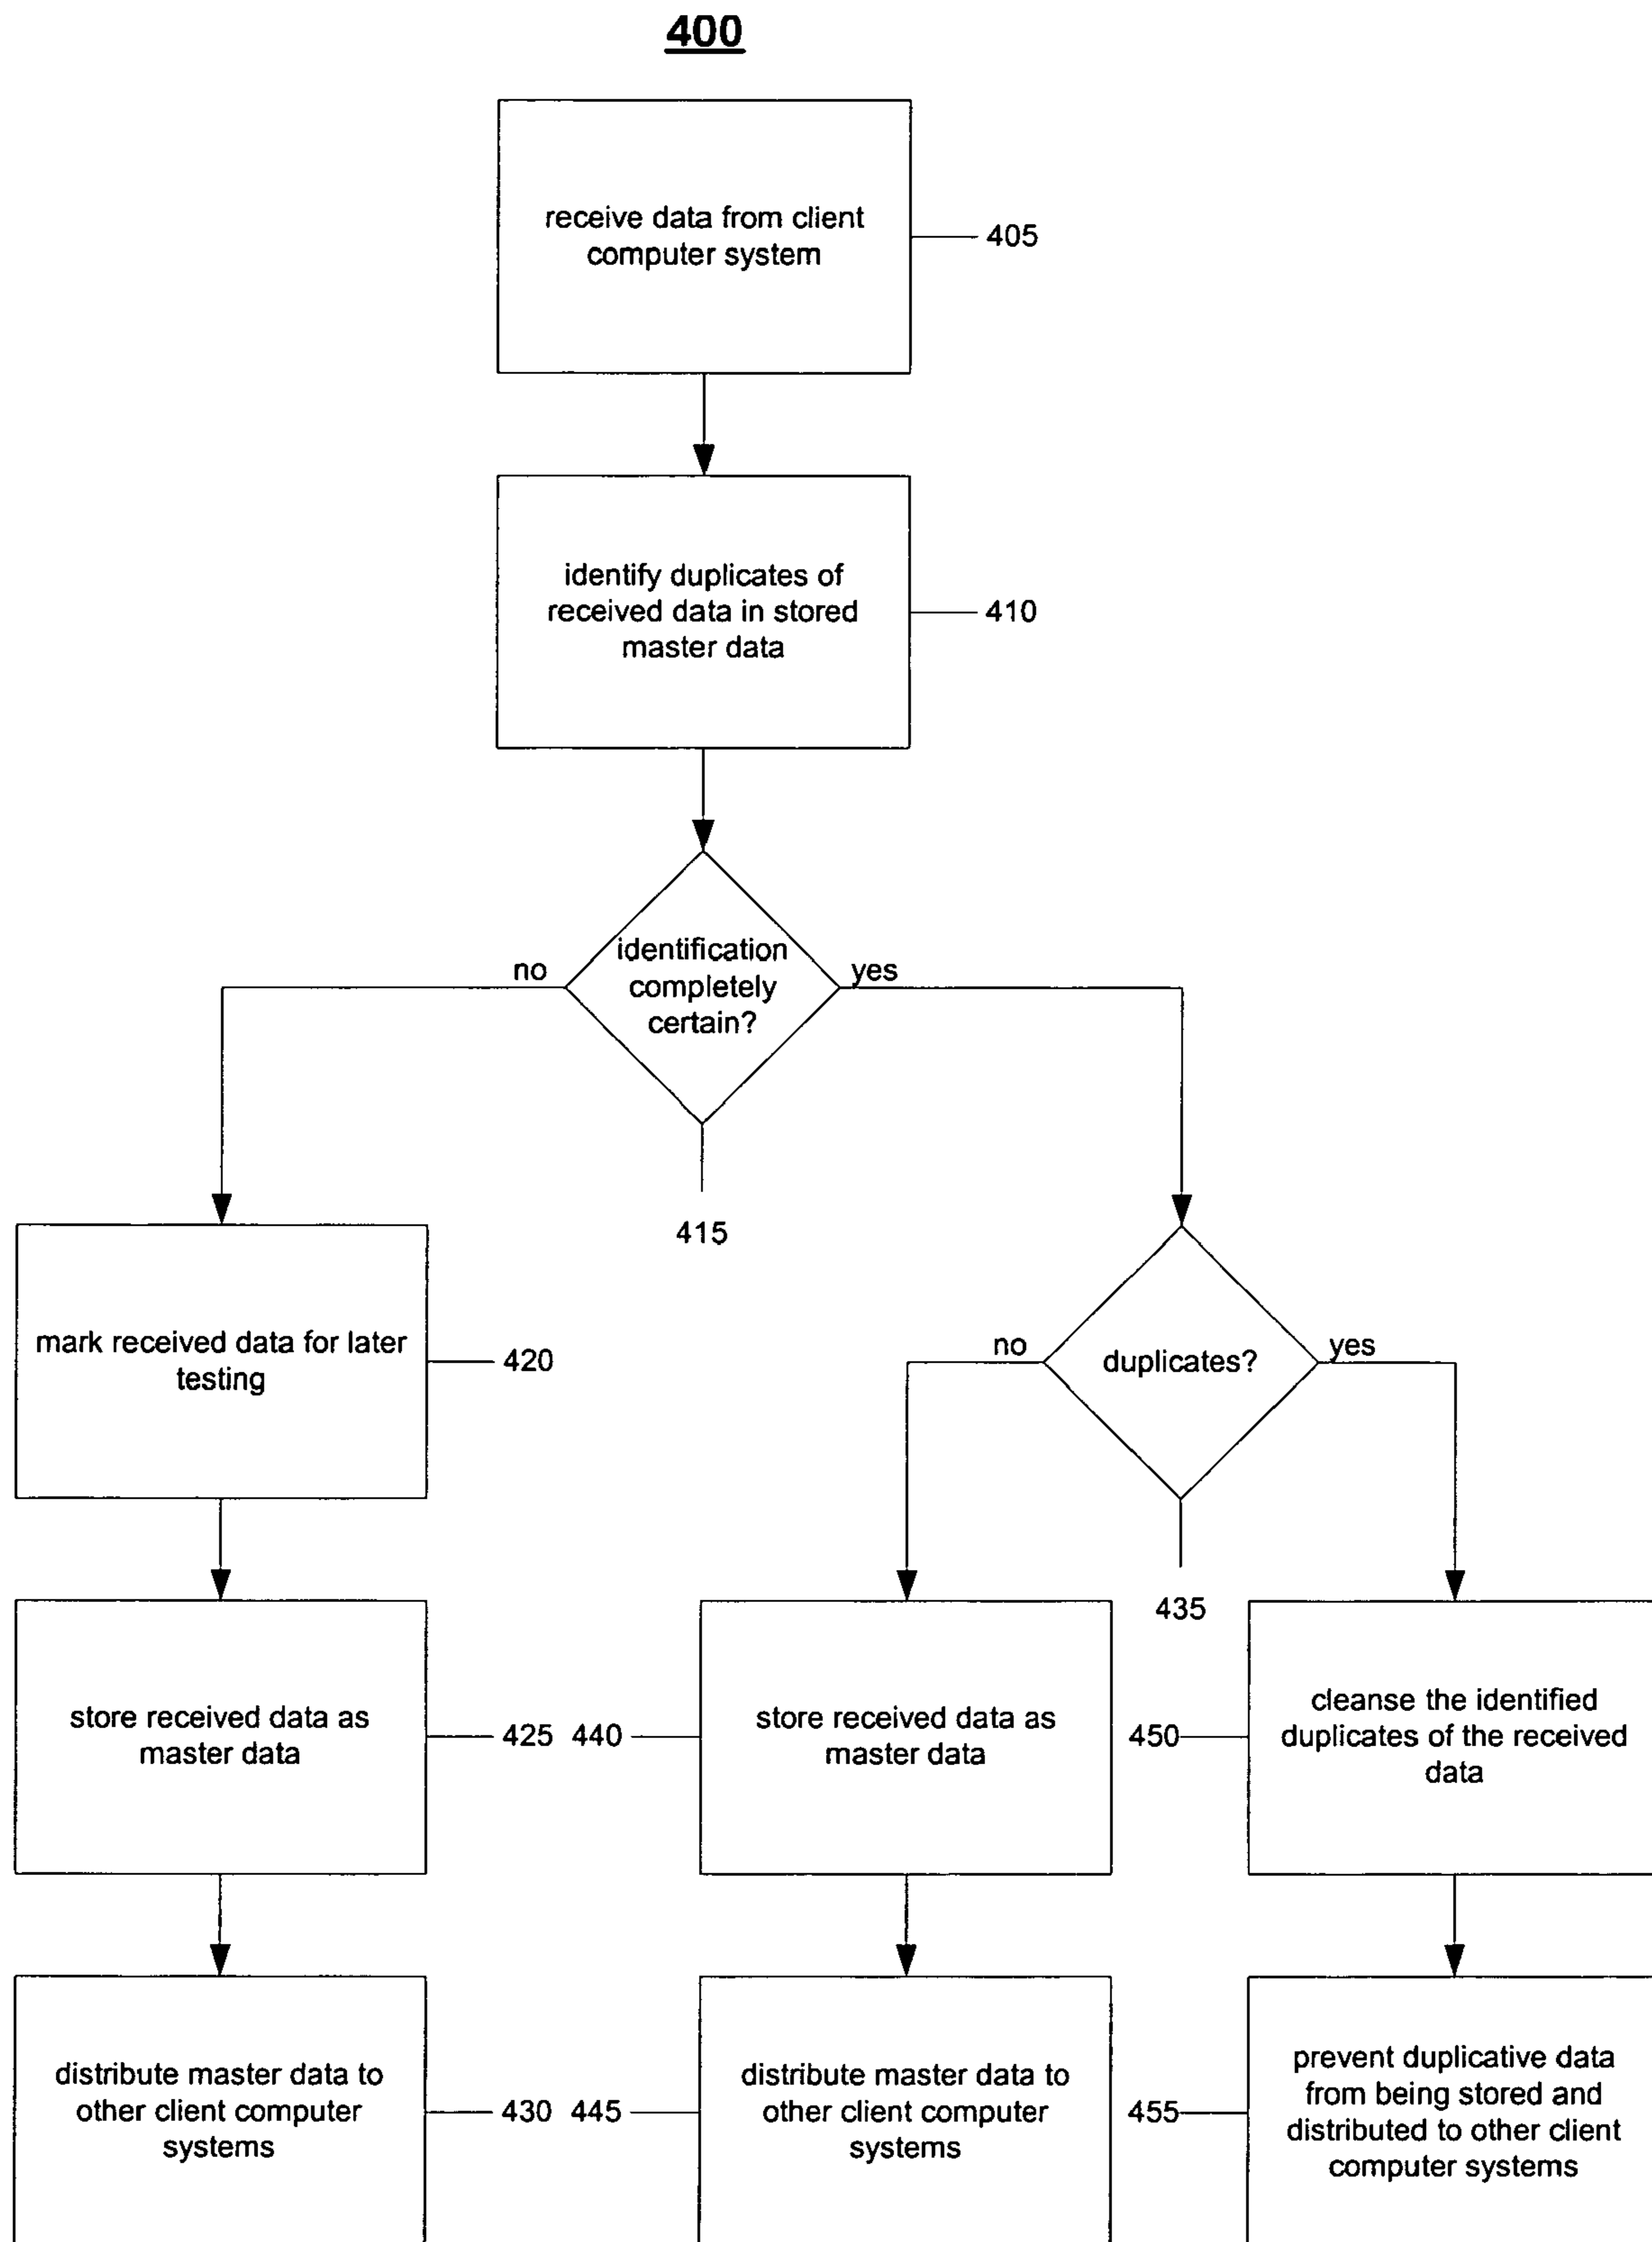 400
receive data from client
computer system
405
identify duplicates of
received data in stored
master data
410
identification
completely
certain?
no
yes
415
mark received data for later
testing
420
duplicates?
no
yes
435
store received data as
master data
425
440
store received data as
master data
450
cleanse the identified
duplicates of the received
data
distribute master data to
other client computer
systems
430
445
distribute master data to
other client computer
systems
455
prevent duplicative data
from being stored and
distributed to other client
computer systems